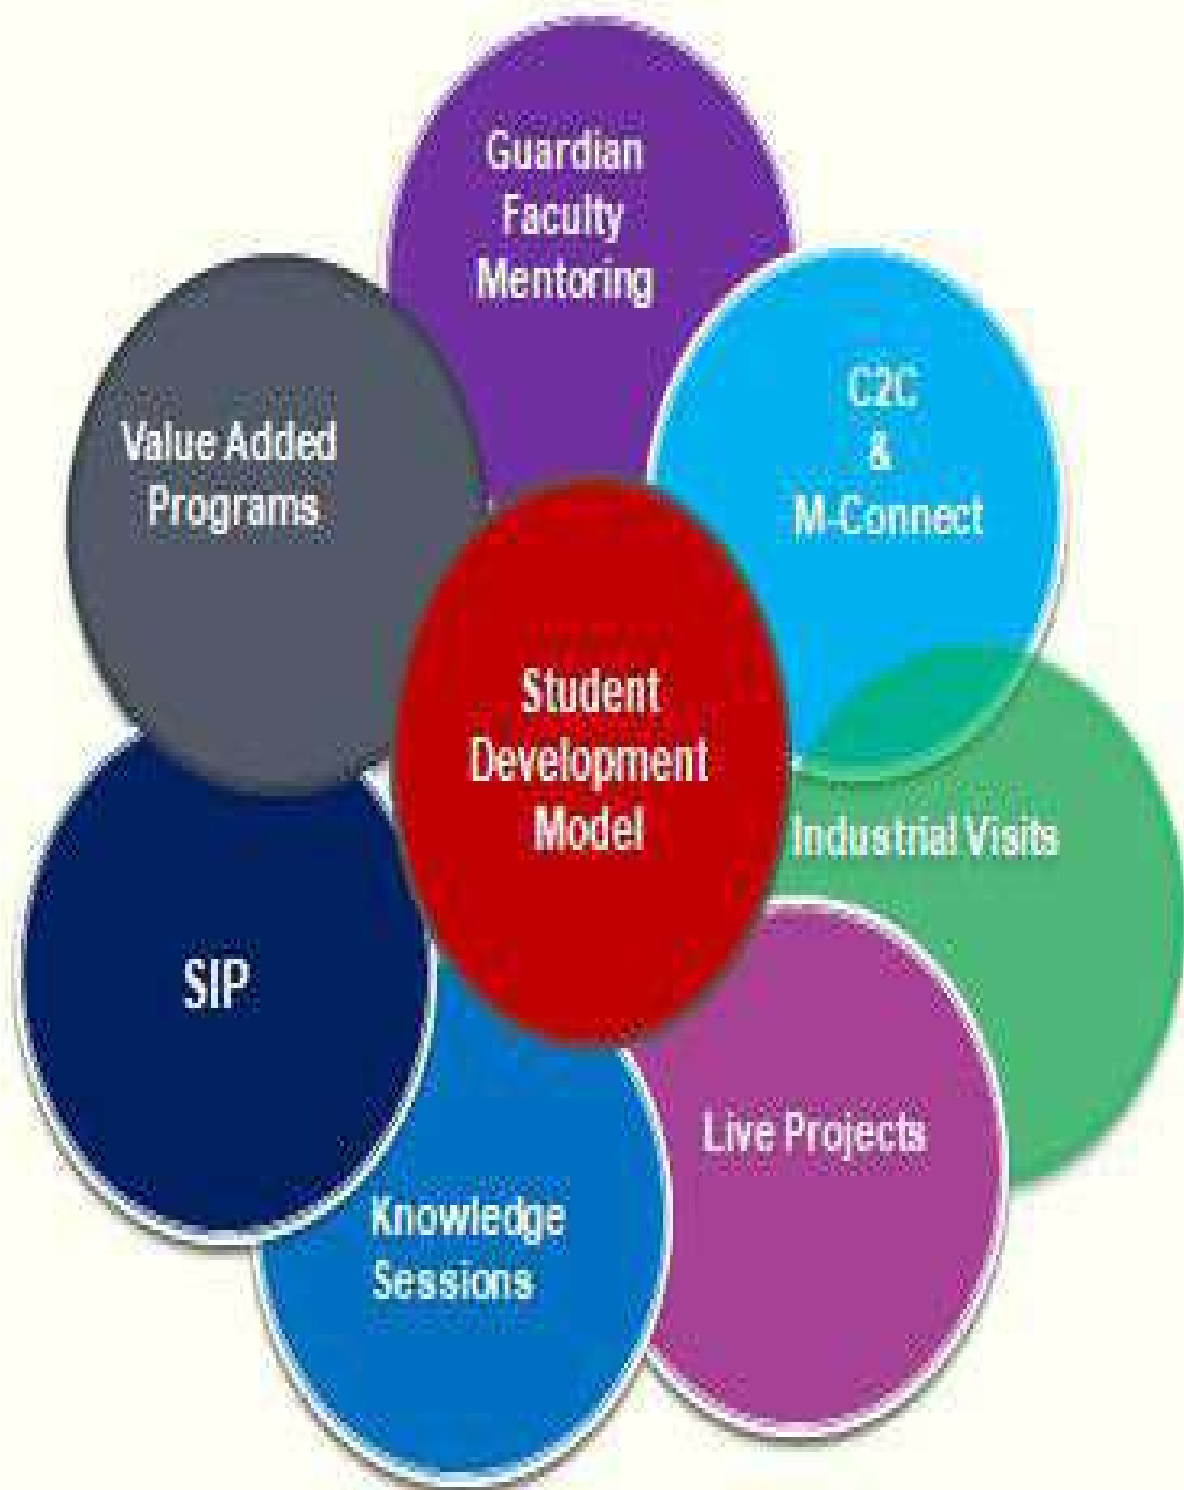 Guardian
Faculty
Mentoring
C2C
&
M-Connect
Value Added
Programs
Student
Development
Model
Industrial Visits
SIP
Live Projects
Knowledge
Sessions